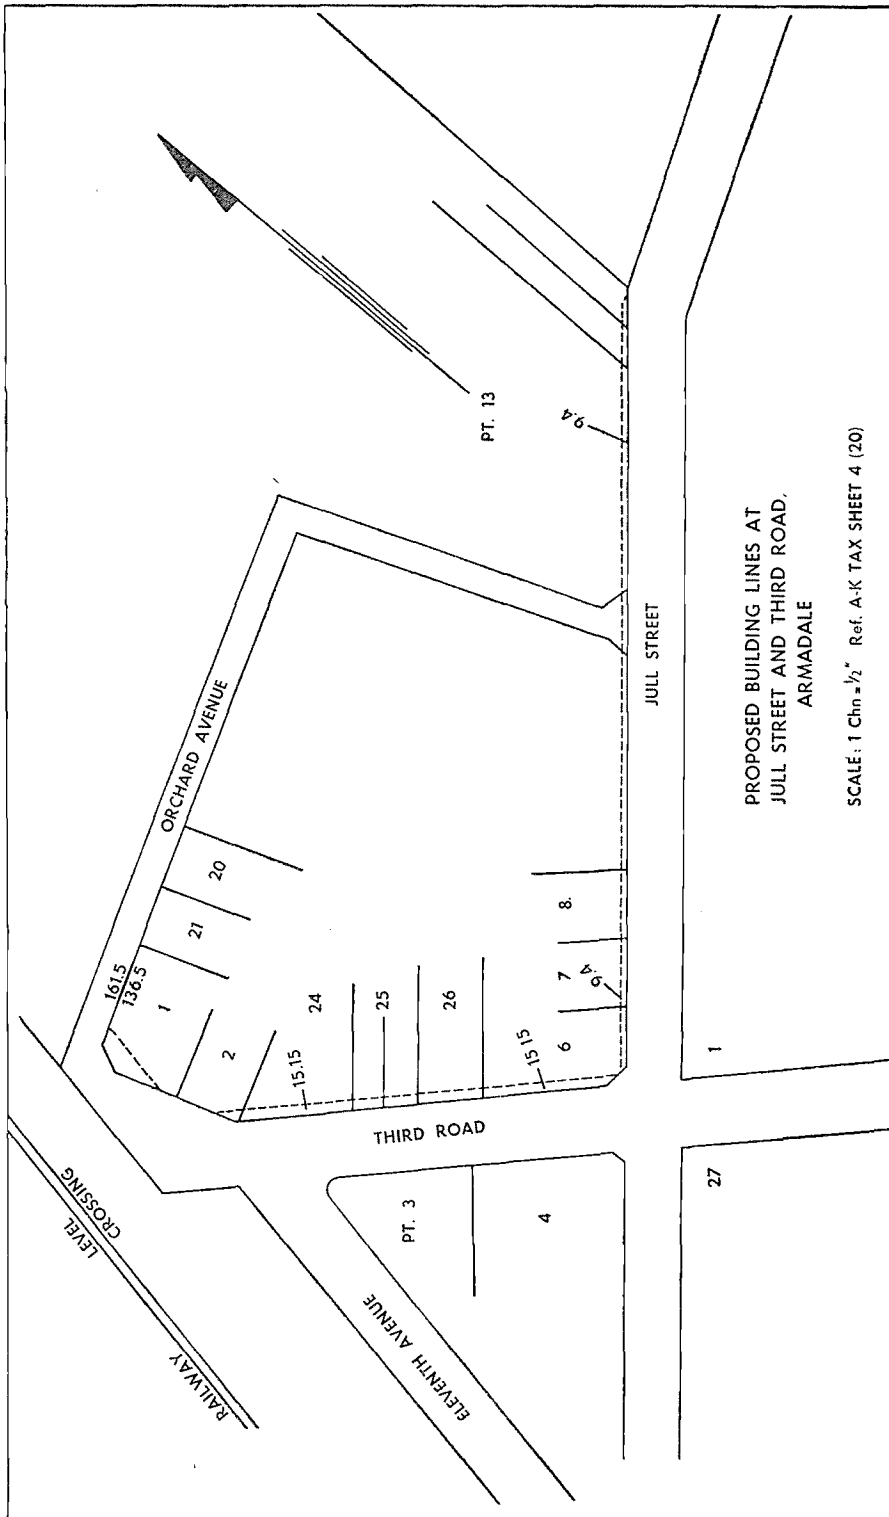 ORCHARD AVENUE
161.5
136.5
1
2
21
20
24
25
26
15.15
15 15
6
7
8.
9.4
9.4
PT. 13
THIRD ROAD
JULL STREET
RAILWAY
LEVEL
CROSSING
ELEVENTH AVENUE
PT. 3
4
27
1
PROPOSED BUILDING LINES AT
JULL STREET AND THIRD ROAD,
ARMADALE
SCALE: 1 Chn = ½" Ref. A-K TAX SHEET 4 (20)